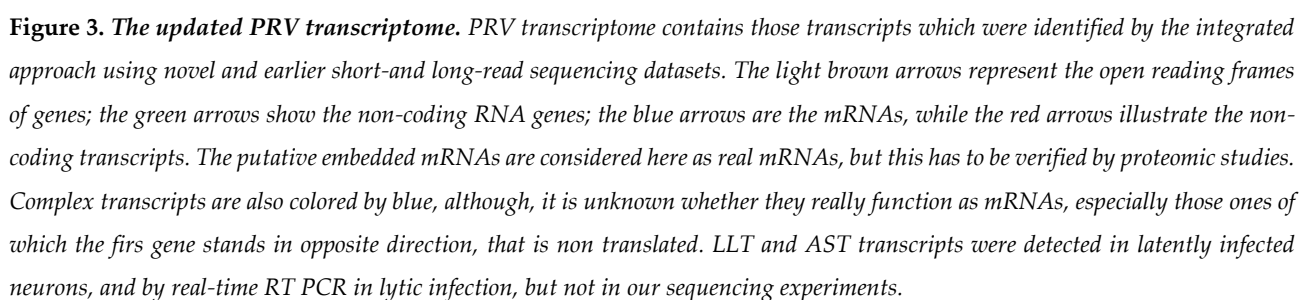 Figure 3. The updated PRV transcriptome. PRV transcriptome contains those transcripts which were identified by the integrated
approach using novel and earlier short-and long-read sequencing datasets. The light brown arrows represent the open reading frames
of genes; the green arrows show the non-coding RNA genes; the blue arrows are the mRNAs, while the red arrows illustrate the non-
coding transcripts. The putative embedded mRNAs are considered here as real mRNAs, but this has to be verified by proteomic studies.
Complex transcripts are also colored by blue, although, it is unknown whether they really function as mRNAs, especially those ones of
which the firs gene stands in opposite direction, that is non translated. LLT and AST transcripts were detected in latently infected
neurons, and by real-time RT PCR in lytic infection, but not in our sequencing experiments.